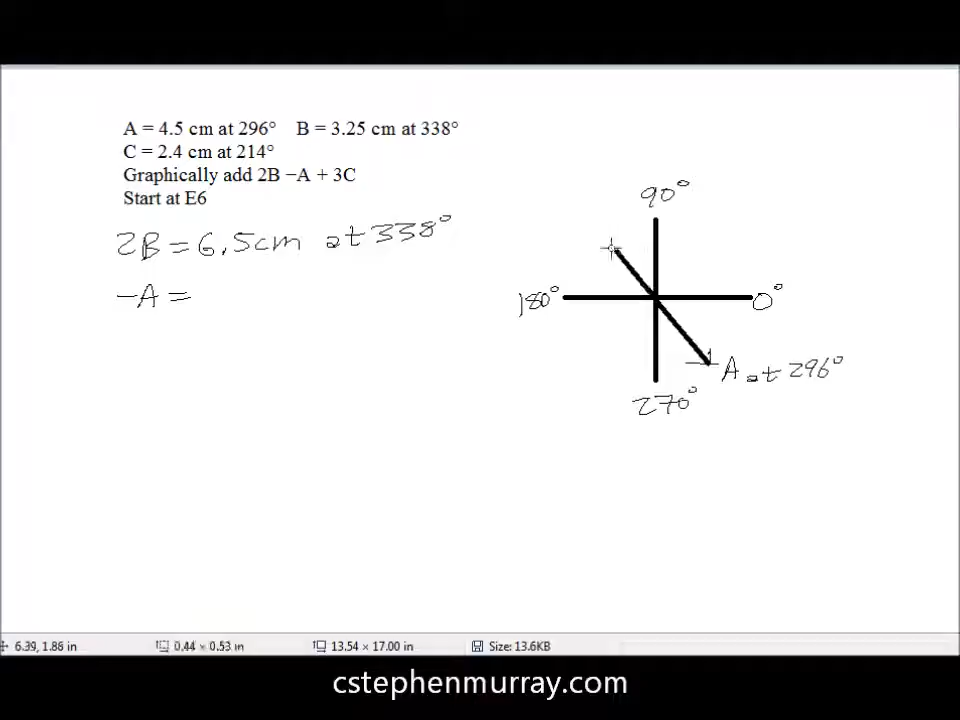 A = 4.5 cm at 296° B = 3.25 cm at 338°
C = 2.4 cm at 214°
Graphically add 2B −A + 3C
Start at E6
2B = 6.5cm at 338°
-A =
90°
180°
0°
A at 296°
270°
6.39, 1.86 in
0.44 × 0.53 in
13.54 × 17.00 in
Size: 13.6KB
cstephenmurray.com